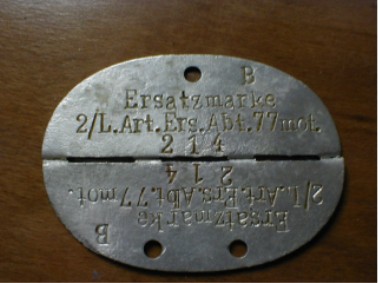 B
Ersatzmarke
2/L.Art.Ers.Abt.77mot.
2 1 4
2 1 4
2/L.Art.Ers.Abt.77mot.
Ersatzmarke
B